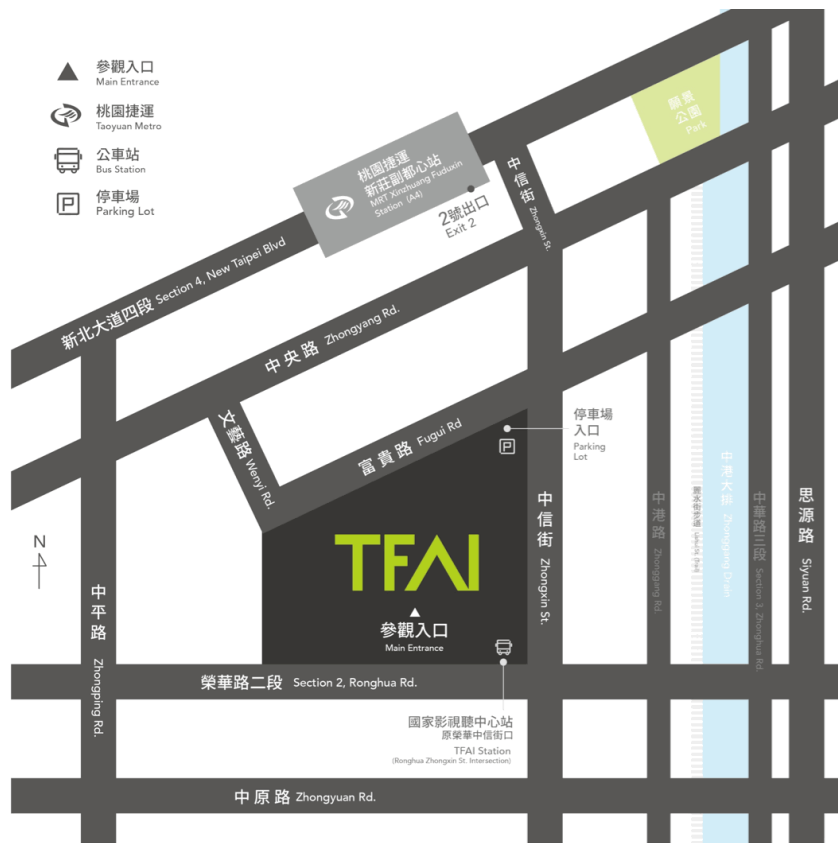 參觀入口
Main Entrance
桃園捷運
Taoyuan Metro
公車站
Bus Station
P
停車場
Parking Lot
願景
公園
Park
桃園捷運
新莊副都心站
MRT Xinzhuang Fuduxin
Station (A4)
2號出口
Exit 2
中信街 Zhongxin St.
新北大道四段 Section 4, New Taipei Blvd
中央路 Zhongyang Rd.
文藝路 Wenyi Rd.
富貴路 Fugui Rd
停車場
入口
Parking
Lot
P
N
TFAI
參觀入口
Main Entrance
中平路 Zhongping Rd.
中信街 Zhongxin St.
中港路 Zhonggang Rd.
中港大排 Zhonggang Drain
中華路三段 Section 3, Zhonghua Rd.
思源路 Siyuan Rd.
榮華路二段 Section 2, Ronghua Rd.
國家影視聽中心站
原榮華中信街口
TFAI Station
(Ronghua Zhongxin St. Intersection)
中原路 Zhongyuan Rd.